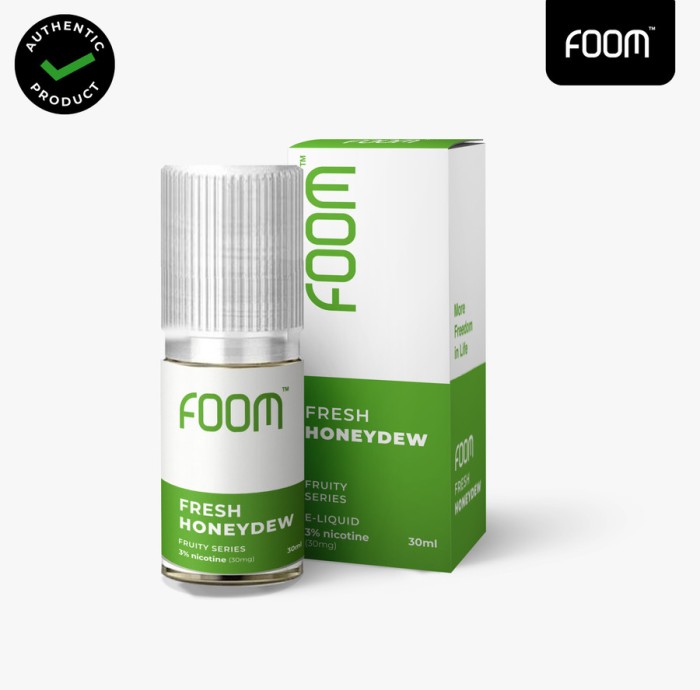 AUTHENTIC
PRODUCT
FOOM™
FOOM
FOOM™
More
Freedom
in Life
FOOM™
FRESH
HONEYDEW
FRUITY
SERIES
E-LIQUID
3% nicotine
(30mg)
30ml
FOOM
FRESH
HONEYDEW
FRESH
HONEYDEW
FRUITY SERIES
3% nicotine (30mg)
30ml